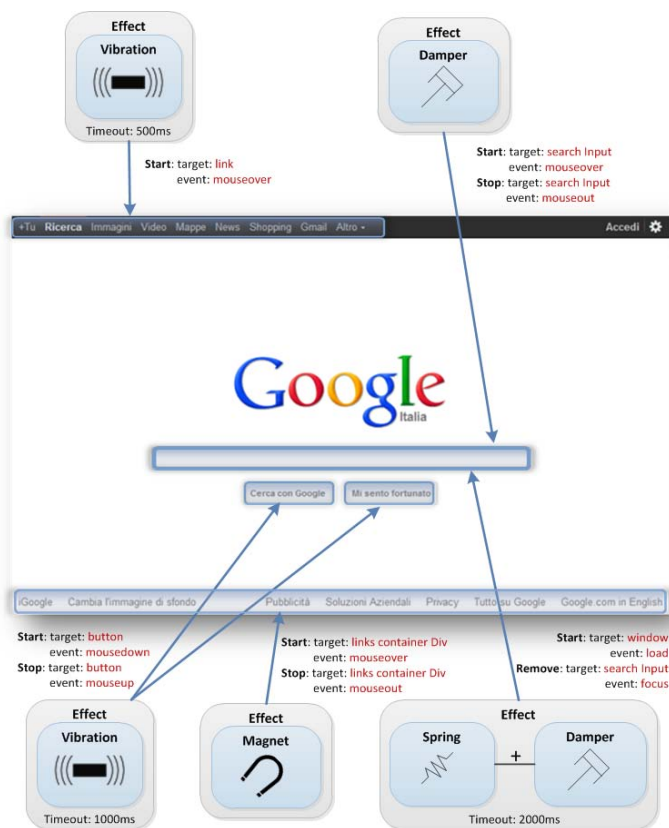 Effect
Vibration
Timeout: 500ms
Effect
Damper
Start: target: link
event: mouseover
Start: target: search Input
event: mouseover
Stop: target: search Input
event: mouseout
+Tu Ricerca Immagini Video Mappe News Shopping Gmail Altro
Accedi
Google
Italia
Cerca con Google
Mi sento fortunato
iGoogle Cambia l'immagine di sfondo Pubblicità Soluzioni Aziendali Privacy Tutto su Google Google.com in English
Start: target: button
event: mousedown
Stop: target: button
event: mouseup
Start: target: links container Div
event: mouseover
Stop: target: links container Div
event: mouseout
Start: target: window
event: load
Remove: target: search Input
event: focus
Effect
Vibration
Timeout: 1000ms
Effect
Magnet
Effect
Spring
+
Damper
Timeout: 2000ms